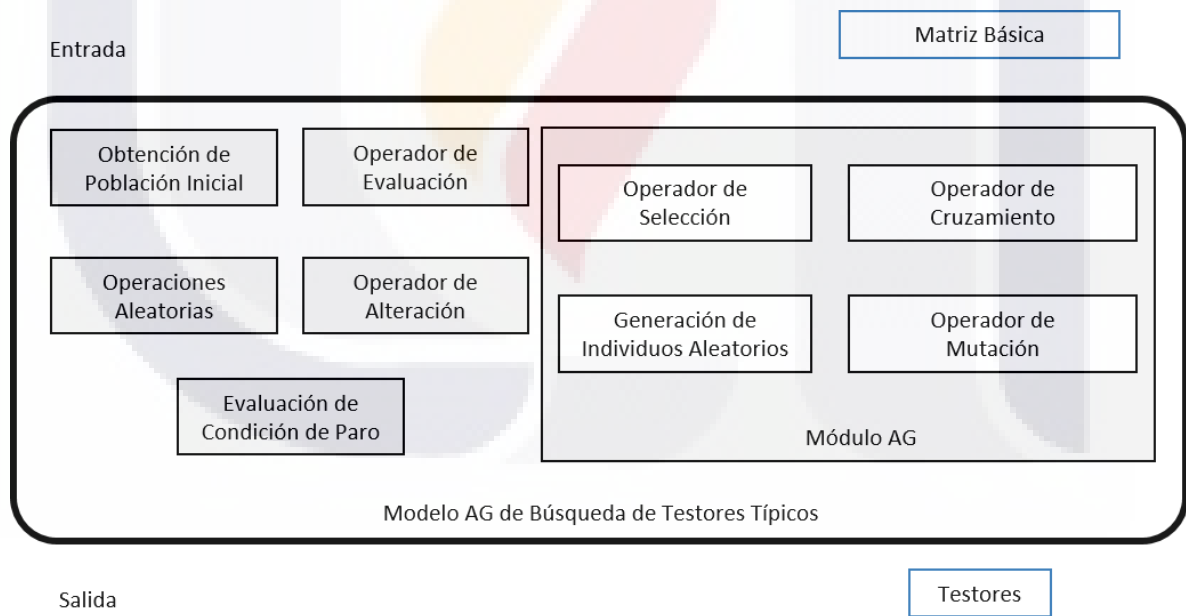 Entrada
Matriz Básica
Obtención de
Población Inicial
Operador de
Evaluación
Operador de
Selección
Operador de
Cruzamiento
Operaciones
Aleatorias
Operador de
Alteración
Generación de
Individuos Aleatorios
Operador de
Mutación
Evaluación de
Condición de Paro
Módulo AG
Modelo AG de Búsqueda de Testores Típicos
Salida
Testores